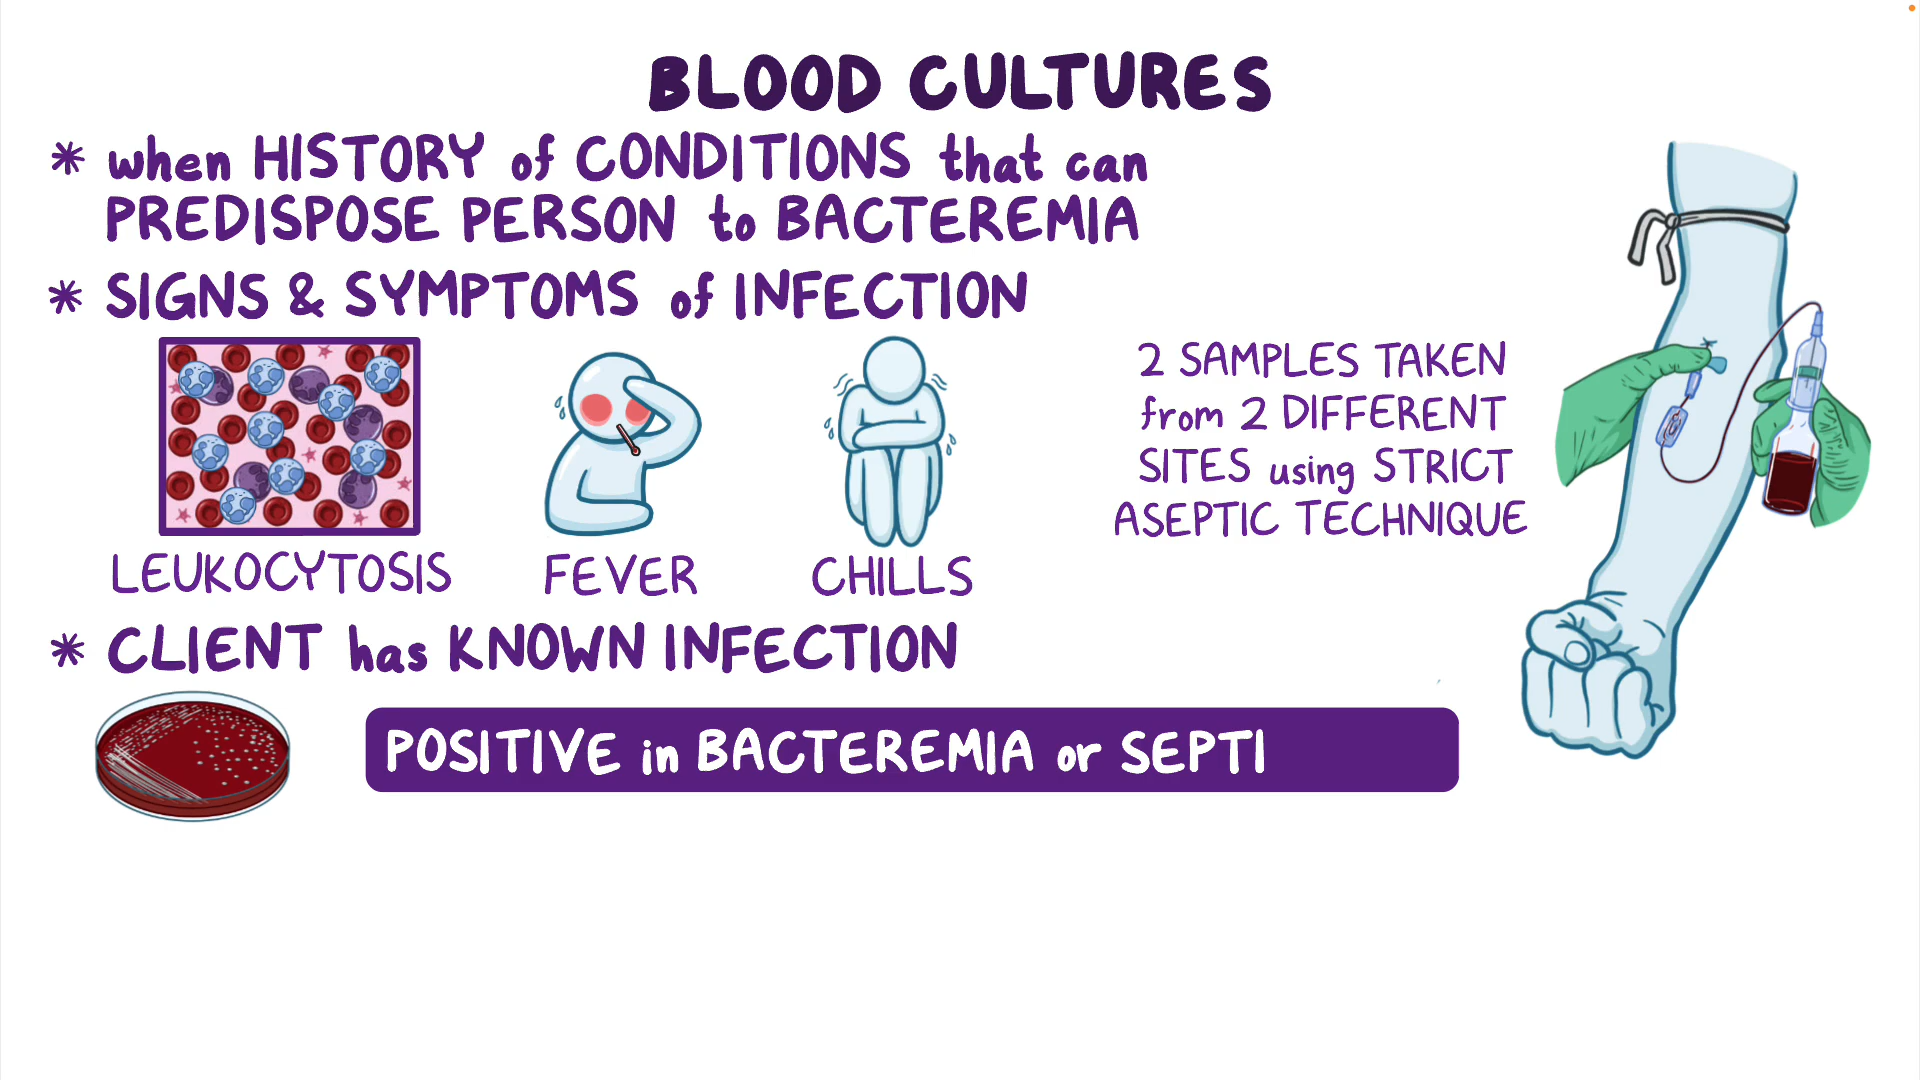 BLOOD CULTURES
* when HISTORY of CONDITIONS that can
PREDISPOSE PERSON to BACTEREMIA
* SIGNS & SYMPTOMS of INFECTION
LEUKOCYTOSIS
FEVER
CHILLS
2 SAMPLES TAKEN
from 2 DIFFERENT
SITES using STRICT
ASEPTIC TECHNIQUE
* CLIENT has KNOWN INFECTION
POSITIVE in BACTEREMIA or SEPTI